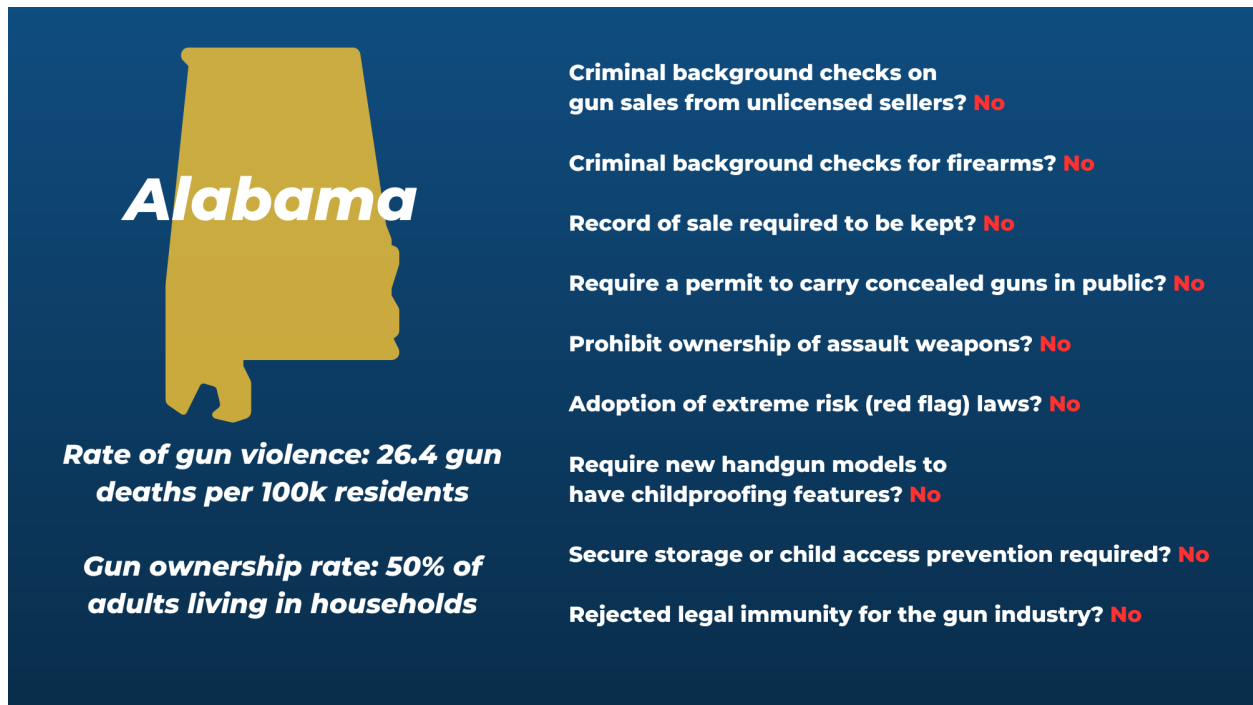 Alabama
Rate of gun violence: 26.4 gun
deaths per 100k residents
Gun ownership rate: 50% of
adults living in households
Criminal background checks on
gun sales from unlicensed sellers? No
Criminal background checks for firearms? No
Record of sale required to be kept? No
Require a permit to carry concealed guns in public? No
Prohibit ownership of assault weapons? No
Adoption of extreme risk (red flag) laws? No
Require new handgun models to
have childproofing features? No
Secure storage or child access prevention required? No
Rejected legal immunity for the gun industry? No